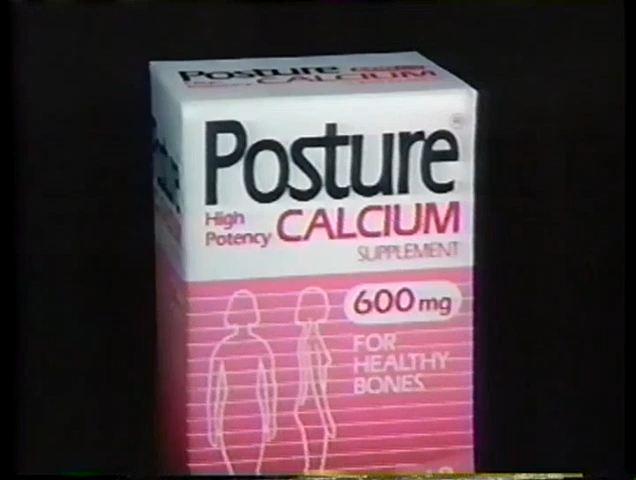 Posture CALCIUM
Posture®
High Potency CALCIUM
SUPPLEMENT
600 mg
FOR
HEALTHY
BONES